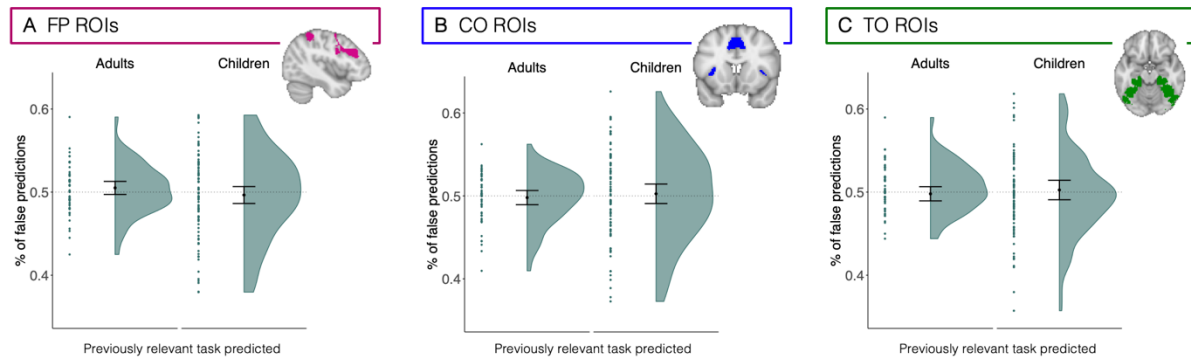 A FP ROIs
Adults Children
% of false predictions
0.6
0.5
0.4
Previously relevant task predicted
B CO ROIs
Adults Children
% of false predictions
0.6
0.5
0.4
Previously relevant task predicted
C TO ROIs
Adults Children
% of false predictions
0.6
0.5
0.4
Previously relevant task predicted